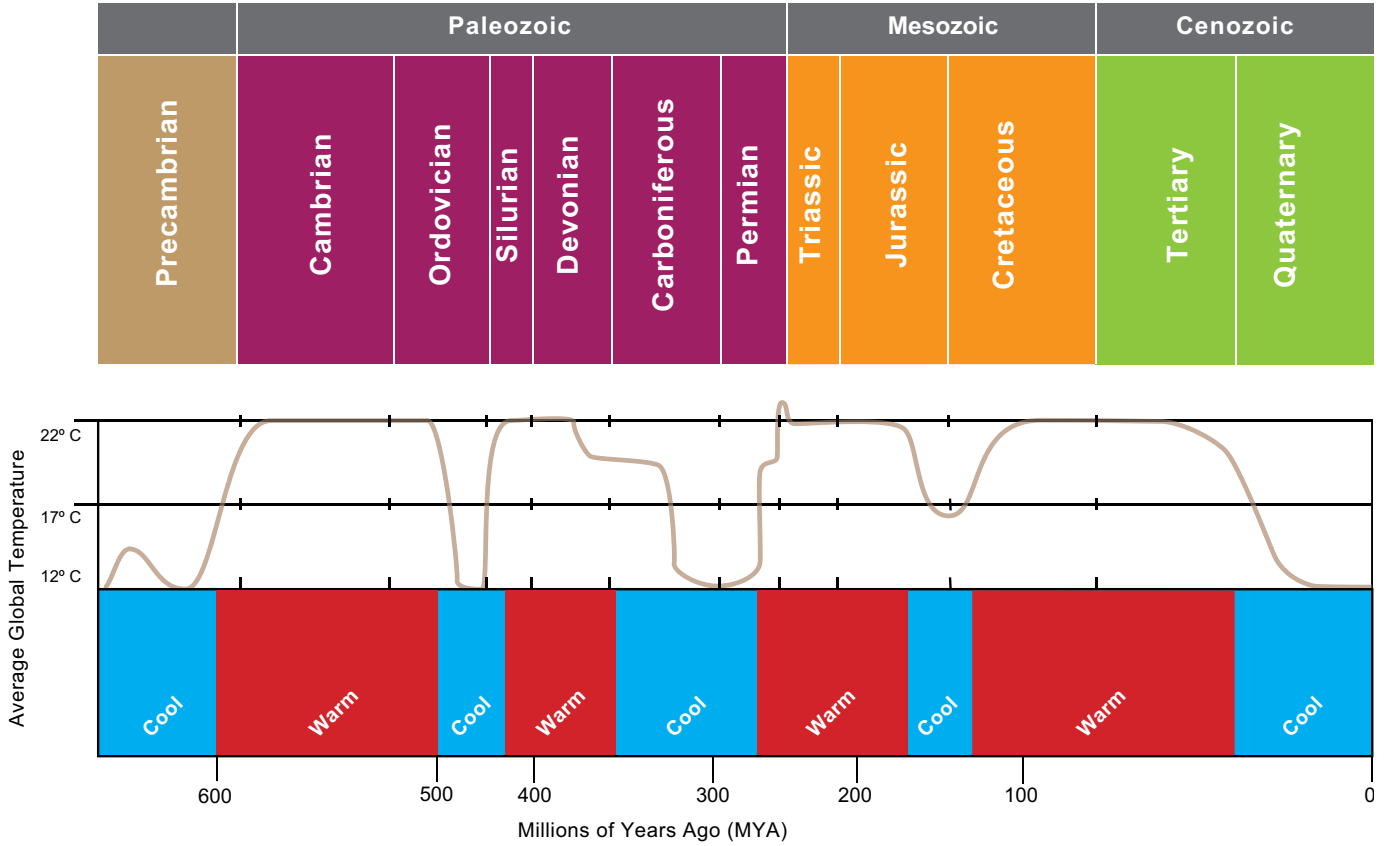 Paleozoic
Mesozoic
Cenozoic
Precambrian
Cambrian
Ordovician
Silurian
Devonian
Carboniferous
Permian
Triassic
Jurassic
Cretaceous
Tertiary
Quaternary
Average Global Temperature
22º C
17º C
12º C
Cool
Warm
Cool
Warm
Cool
Warm
Cool
Warm
Cool
600
500
400
300
200
100
0
Millions of Years Ago (MYA)